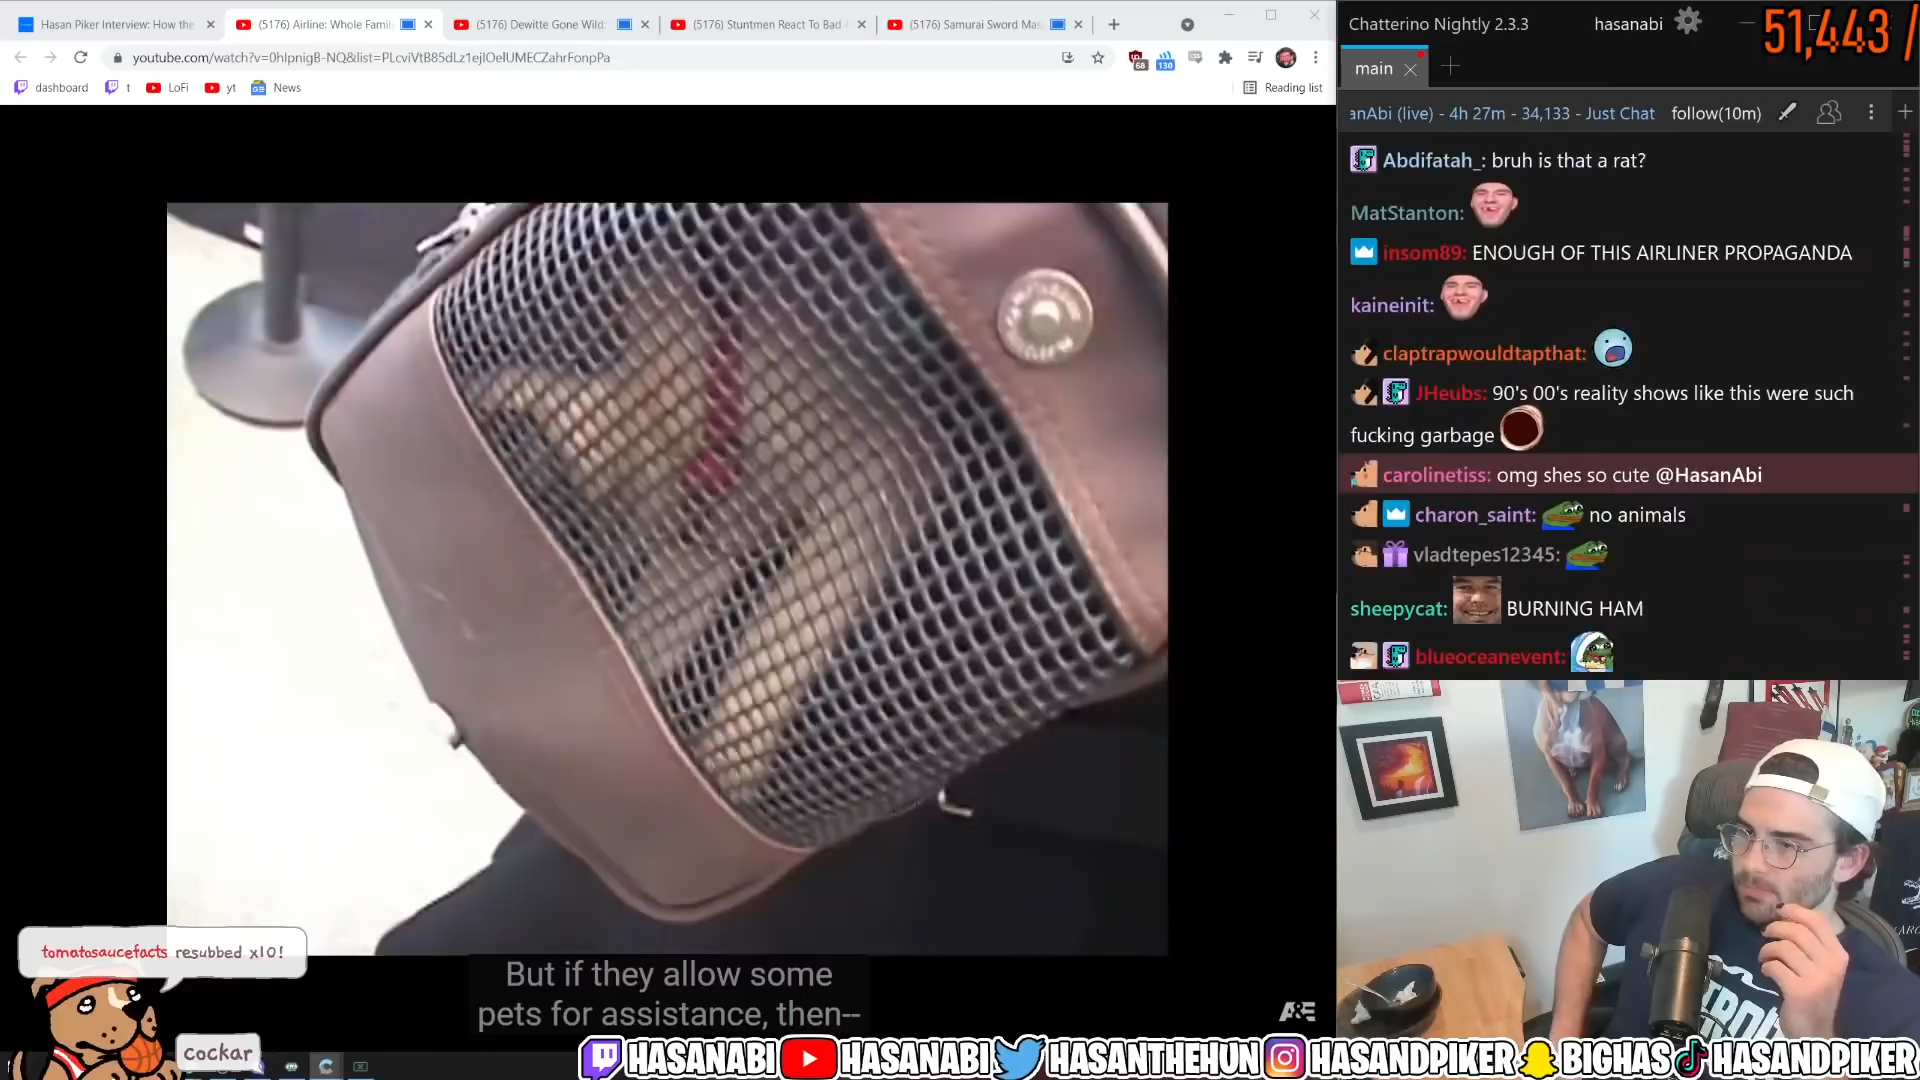 Hasan Piker Interview: How the
(5176) Airline: Whole Famil
(5176) Dewitte Gone Wild:
(5176) Stuntmen React To Bad
(5176) Samurai Sword Mas
youtube.com/watch?v=0hIpnigB-NQ&list=PLcviVtB85dLz1ejIOelUMECZahrFonpPa
68
130
dashboard
t
LoFi
yt
News
Reading list
But if they allow some
pets for assistance, then--
A&E
tomatosaucefacts resubbed x10!
cockar
Chatterino Nightly 2.3.3
hasanabi
51,443 /
main
anAbi (live) - 4h 27m - 34,133 - Just Chat
follow(10m)
Abdifatah_: bruh is that a rat?
MatStanton:
insom89: ENOUGH OF THIS AIRLINER PROPAGANDA
kaineinit:
claptrapwouldtapthat:
JHeubs: 90's 00's reality shows like this were such
fucking garbage
carolinetiss: omg shes so cute @HasanAbi
charon_saint: no animals
vladtepes12345:
sheepycat: BURNING HAM
blueoceanevent:
HASANABI HASANABI HASANTHEHUN HASANDPIKER BIGHAS HASANDPIKER